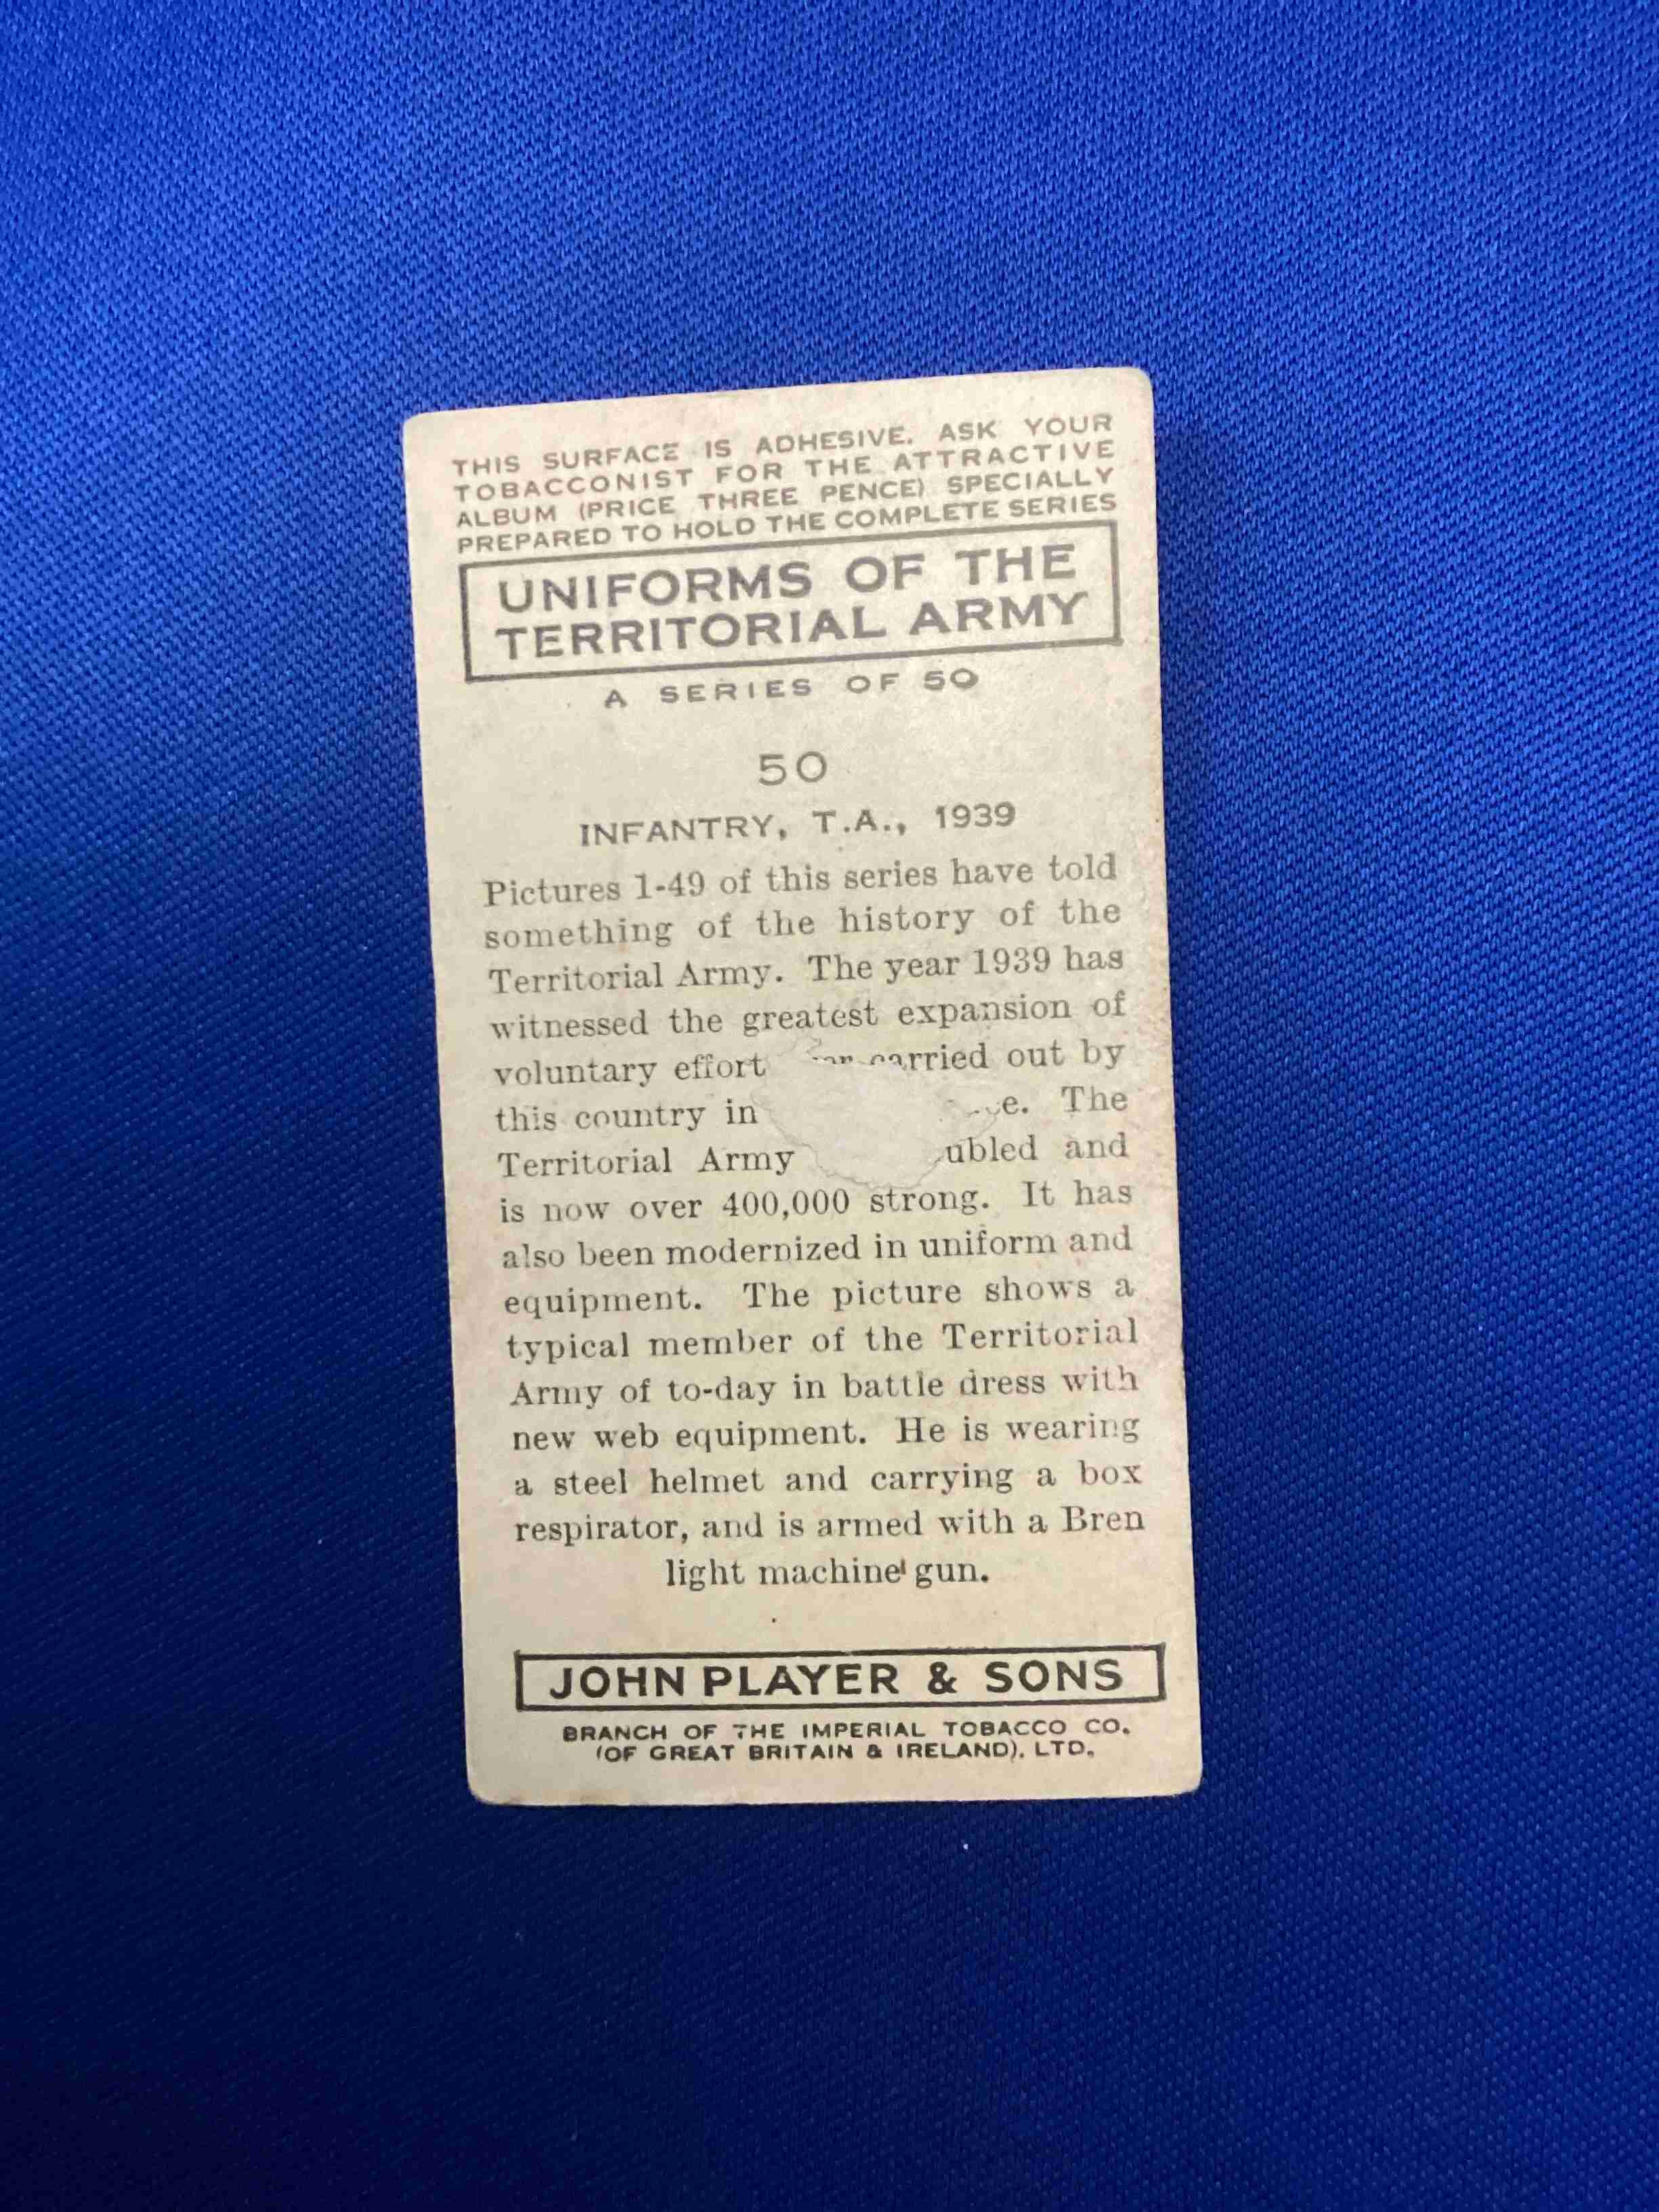 THIS SURFACE IS ADHESIVE. ASK YOUR
TOBACCONIST FOR THE ATTRACTIVE
ALBUM (PRICE THREE PENCE) SPECIALLY
PREPARED TO HOLD THE COMPLETE SERIES
UNIFORMS OF THE
TERRITORIAL ARMY
A SERIES OF 50
50
INFANTRY, T.A., 1939
Pictures 1-49 of this series have told
something of the history of the
Territorial Army. The year 1939 has
witnessed the greatest expansion of
voluntary effort carried out by
this country in The
Territorial Army and
is now over 400,000 strong. It has
also been modernized in uniform and
equipment. The picture shows a
typical member of the Territorial
Army of to-day in battle dress with
new web equipment. He is wearing
a steel helmet and carrying a box
respirator, and is armed with a Bren
light machine gun.
JOHN PLAYER & SONS
BRANCH OF THE IMPERIAL TOBACCO CO.
(OF GREAT BRITAIN & IRELAND), LTD.